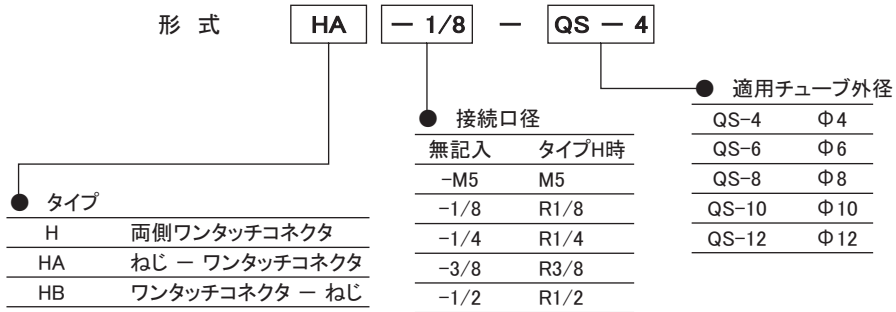 形 式 HA － 1/8 － QS － 4
● 適用チューブ外径
QS-4 Φ4
QS-6 Φ6
QS-8 Φ8
QS-10 Φ10
QS-12 Φ12
● 接続口径
無記入 タイプH時
-M5 M5
-1/8 R1/8
-1/4 R1/4
-3/8 R3/8
-1/2 R1/2
● タイプ
H 両側ワンタッチコネクタ
HA ねじ － ワンタッチコネクタ
HB ワンタッチコネクタ － ねじ